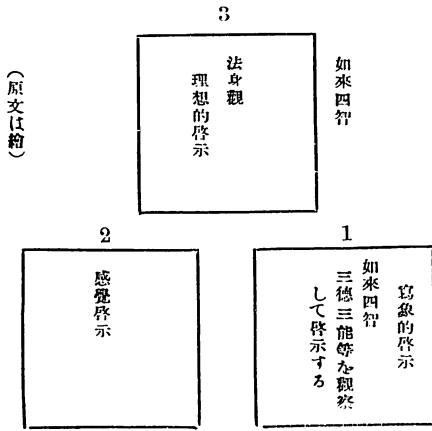 3
如來四智
法身觀
理想的啓示
（原文は繪）
1
寫象的啓示
如來四智
三德三能等を觀察
して啓示する
2
感覺啓示